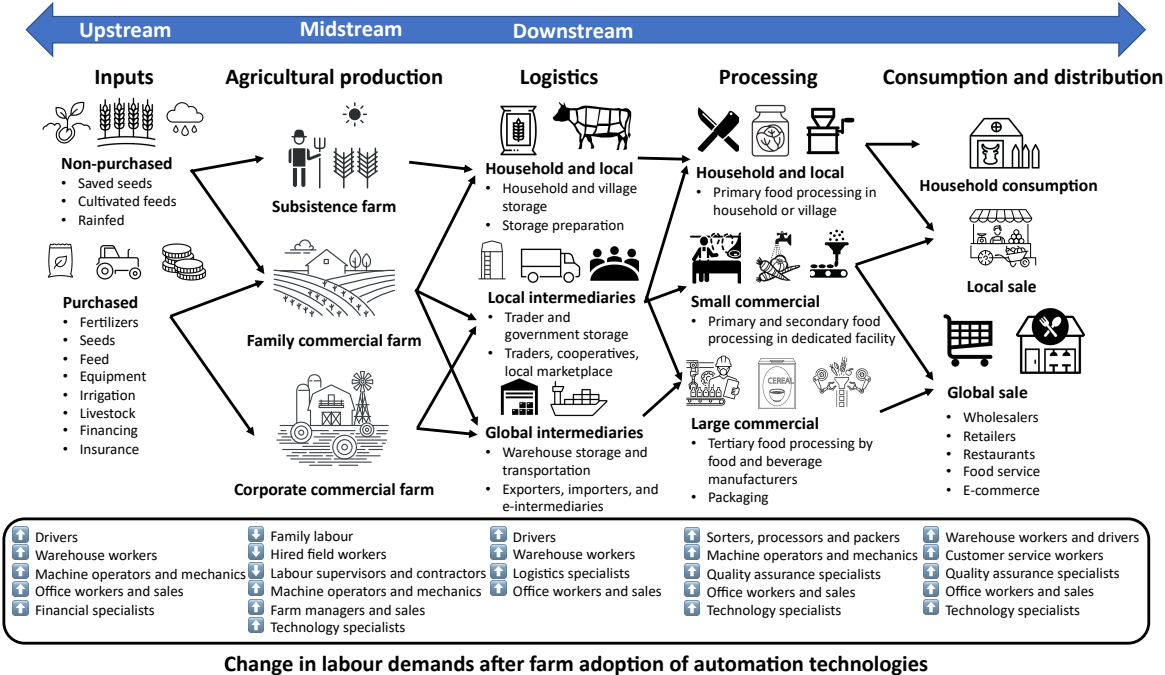 Upstream
Midstream
Downstream
Inputs
Agricultural production
Logistics
Processing
Consumption and distribution
Non-purchased
• Saved seeds
• Cultivated feeds
• Rainfed
Purchased
• Fertilizers
• Seeds
• Feed
• Equipment
• Irrigation
• Livestock
• Financing
• Insurance
Subsistence farm
Family commercial farm
Corporate commercial farm
Household and local
• Household and village
storage
• Storage preparation
Local intermediaries
• Trader and
government storage
• Traders, cooperatives,
local marketplace
Global intermediaries
• Warehouse storage and
transportation
• Exporters, importers, and
e-intermediaries
Household and local
• Primary food processing in
household or village
Small commercial
• Primary and secondary food
processing in dedicated facility
CEREAL
Large commercial
• Tertiary food processing by
food and beverage
manufacturers
• Packaging
Household consumption
Local sale
Global sale
• Wholesalers
• Retailers
• Restaurants
• Food service
• E-commerce
Drivers
Warehouse workers
Machine operators and mechanics
Office workers and sales
Financial specialists
Family labour
Hired field workers
Labour supervisors and contractors
Machine operators and mechanics
Farm managers and sales
Technology specialists
Drivers
Warehouse workers
Logistics specialists
Office workers and sales
Sorters, processors and packers
Machine operators and mechanics
Quality assurance specialists
Office workers and sales
Technology specialists
Warehouse workers and drivers
Customer service workers
Quality assurance specialists
Office workers and sales
Technology specialists
Change in labour demands after farm adoption of automation technologies